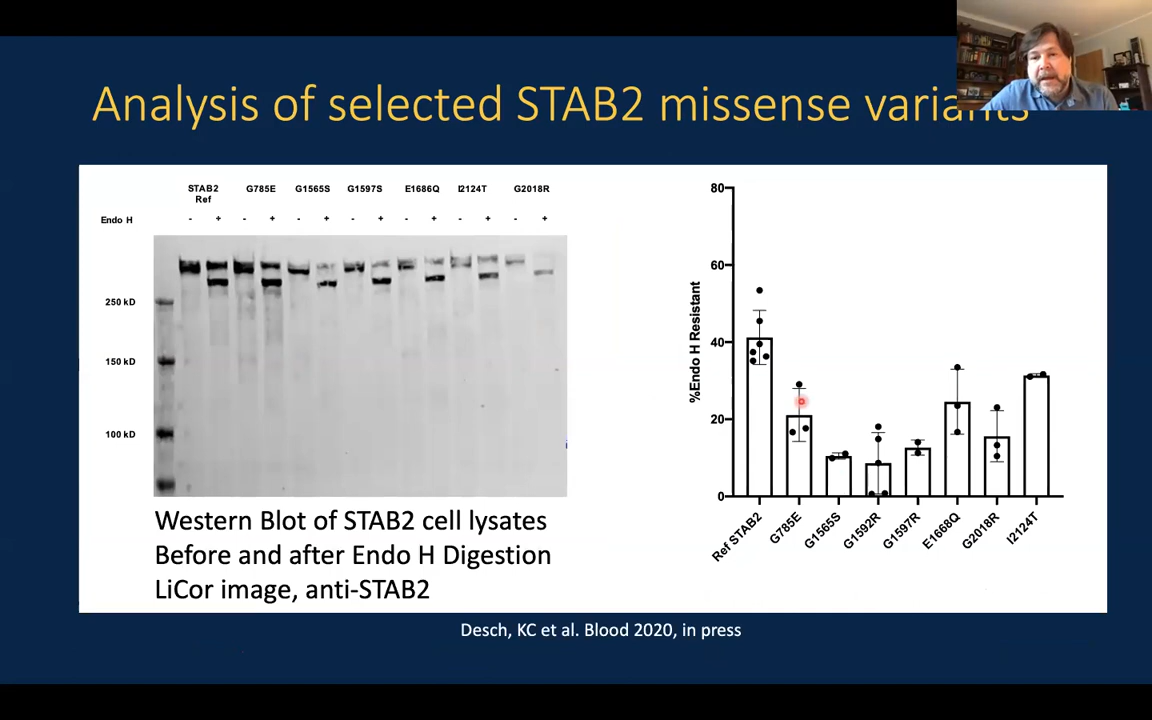 Analysis of selected STAB2 missense variants
STAB2 Ref G785E G1565S G1597S E1686Q I2124T G2018R
Endo H - + - + - + - + - + - + - +
250 kD
150 kD
100 kD
Western Blot of STAB2 cell lysates
Before and after Endo H Digestion
LiCor image, anti-STAB2
%Endo H Resistant
80
60
40
20
0
Ref STAB2 G785E G1565S G1592R G1597R E1668Q G2018R I2124T
Desch, KC et al. Blood 2020, in press